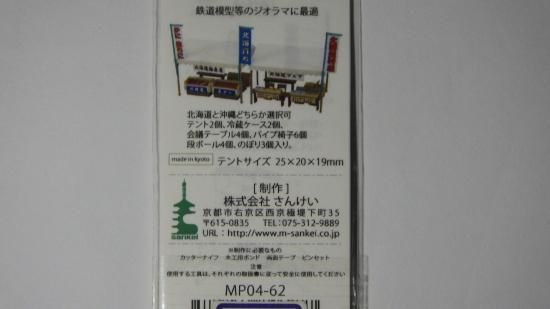 鉄道模型等のジオラマに最適
北海道と沖縄どちらか選択可
テント2個、冷蔵ケース2個、
会議テーブル4個、パイプ椅子6個
段ボール4個、のぼり3個入り。
made in kyoto テントサイズ 25×20×19mm
[制作]
株式会社 さんけい
京都市右京区西京極堤下町35
〒615-0835 TEL:075-312-9889
URL:http://www.m-sankei.co.jp
sankei
※制作に必要なもの
カッターナイフ 木工用ボンド 両面テープ ピンセット
注意
使用する工具は、それぞれの取扱書に従って安全に使用してください
MP04-62